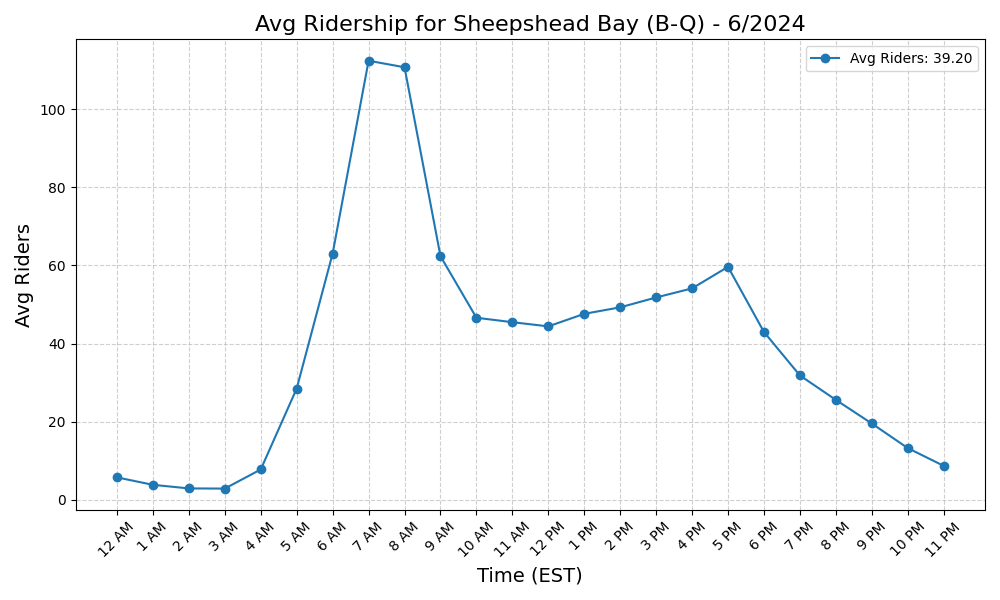 Avg Ridership for Sheepshead Bay (B-Q) - 6/2024
Avg Riders: 39.20
Avg Riders
100
80
60
40
20
0
12 AM
1 AM
2 AM
3 AM
4 AM
5 AM
6 AM
7 AM
8 AM
9 AM
10 AM
11 AM
12 PM
1 PM
2 PM
3 PM
4 PM
5 PM
6 PM
7 PM
8 PM
9 PM
10 PM
11 PM
Time (EST)